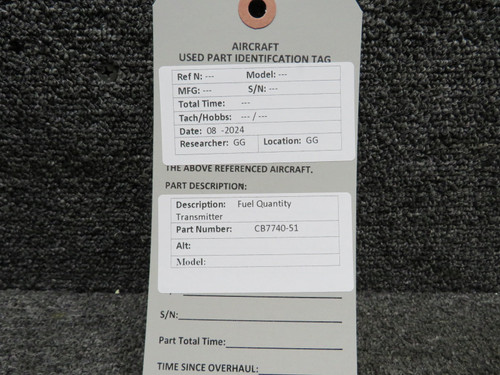 AIRCRAFT
USED PART IDENTIFCATION TAG
Ref N: --- Model: ---
MFG: --- S/N: ---
Total Time: ---
Tach/Hobbs: --- / ---
Date: 08 -2024
Researcher: GG Location: GG
THE ABOVE REFERENCED AIRCRAFT.
PART DESCRIPTION:
Description: Fuel Quantity
Transmitter
Part Number: CB7740-51
Alt:
Model:
S/N:
Part Total Time:
TIME SINCE OVERHAUL: